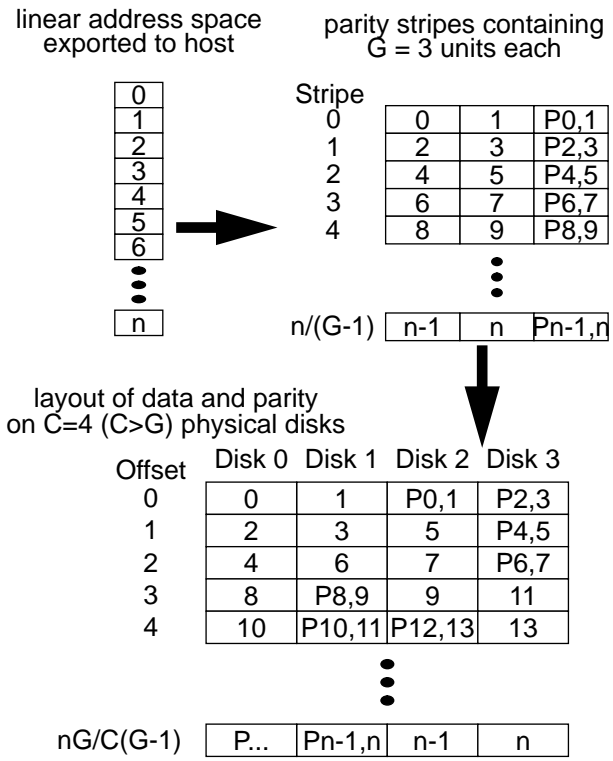 linear address space
exported to host
0
1
2
3
4
5
6
n
parity stripes containing
G = 3 units each
Stripe
0 0 1 P0,1
1 2 3 P2,3
2 4 5 P4,5
3 6 7 P6,7
4 8 9 P8,9
n/(G-1) n-1 n Pn-1,n
layout of data and parity
on C=4 (C>G) physical disks
Offset Disk 0 Disk 1 Disk 2 Disk 3
0 0 1 P0,1 P2,3
1 2 3 5 P4,5
2 4 6 7 P6,7
3 8 P8,9 9 11
4 10 P10,11 P12,13 13
nG/C(G-1) P... Pn-1,n n-1 n